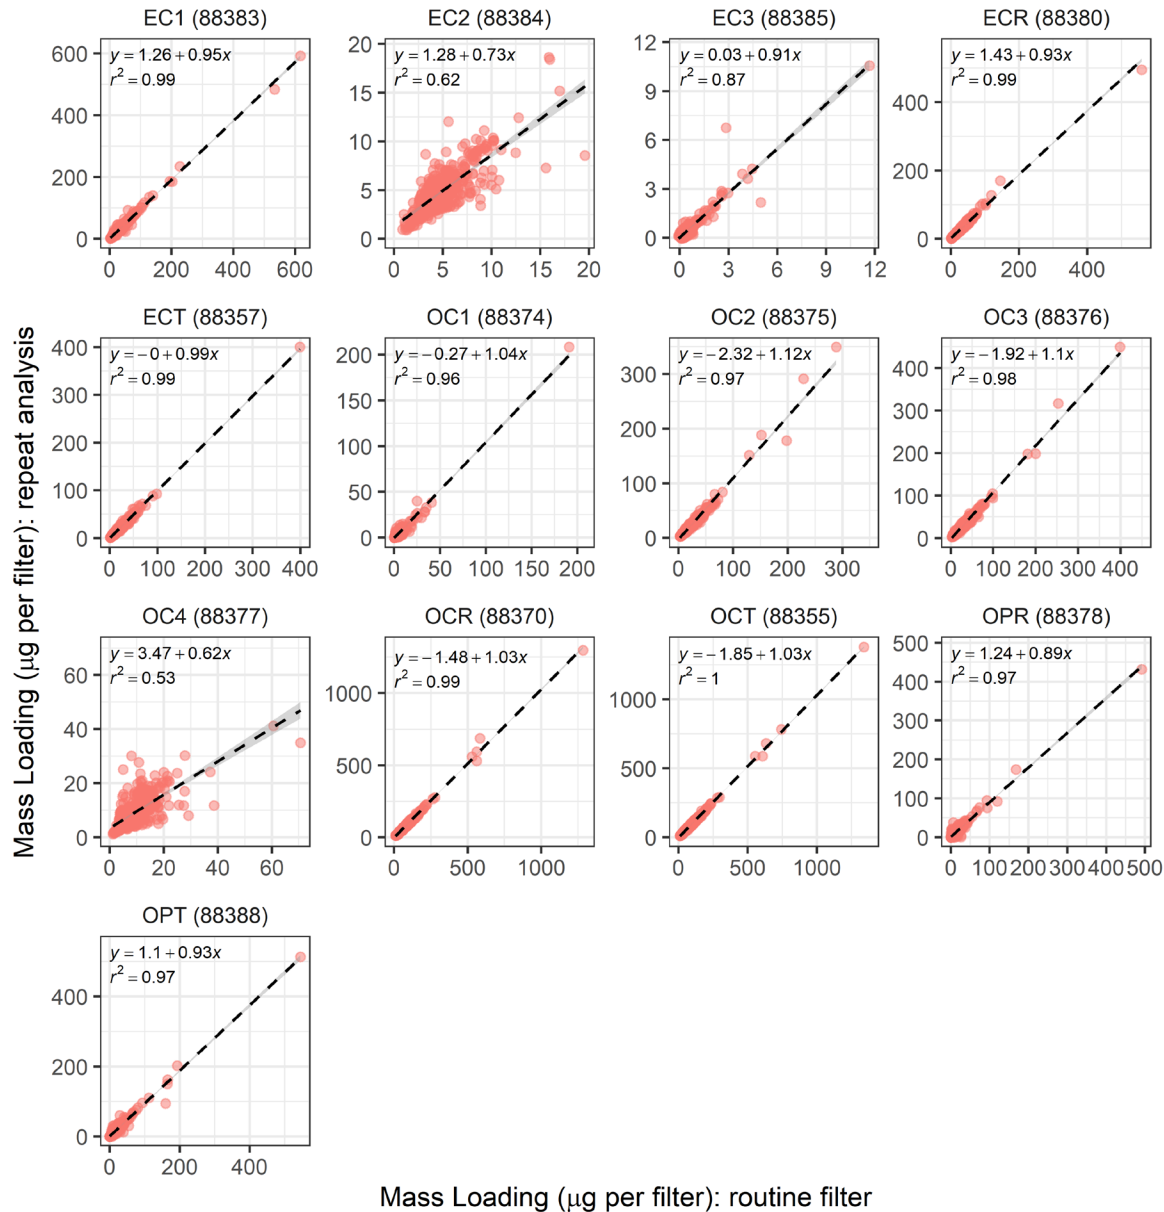 EC1 (88383)
y = 1.26 + 0.95x
r² = 0.99
600
400
200
0
0 200 400 600
EC2 (88384)
y = 1.28 + 0.73x
r² = 0.62
20
15
10
5
0
0 5 10 15 20
EC3 (88385)
y = 0.03 + 0.91x
r² = 0.87
12
9
6
3
0
0 3 6 9 12
ECR (88380)
y = 1.43 + 0.93x
r² = 0.99
400
200
0
0 200 400
ECT (88357)
y = −0 + 0.99x
r² = 0.99
400
300
200
100
0
0 100 200 300 400
OC1 (88374)
y = −0.27 + 1.04x
r² = 0.96
200
150
100
50
0
0 50 100 150 200
OC2 (88375)
y = −2.32 + 1.12x
r² = 0.97
300
200
100
0
0 100 200 300
OC3 (88376)
y = −1.92 + 1.1x
r² = 0.98
400
300
200
100
0
0 100 200 300 400
OC4 (88377)
y = 3.47 + 0.62x
r² = 0.53
60
40
20
0
0 20 40 60
OCR (88370)
y = −1.48 + 1.03x
r² = 0.99
1000
500
0
0 500 1000
OCT (88355)
y = −1.85 + 1.03x
r² = 1
1000
500
0
0 500 1000
OPR (88378)
y = 1.24 + 0.89x
r² = 0.97
500
400
300
200
100
0
0 100 200 300 400 500
OPT (88388)
y = 1.1 + 0.93x
r² = 0.97
400
200
0
0 200 400
Mass Loading (μg per filter): repeat analysis
Mass Loading (μg per filter): routine filter